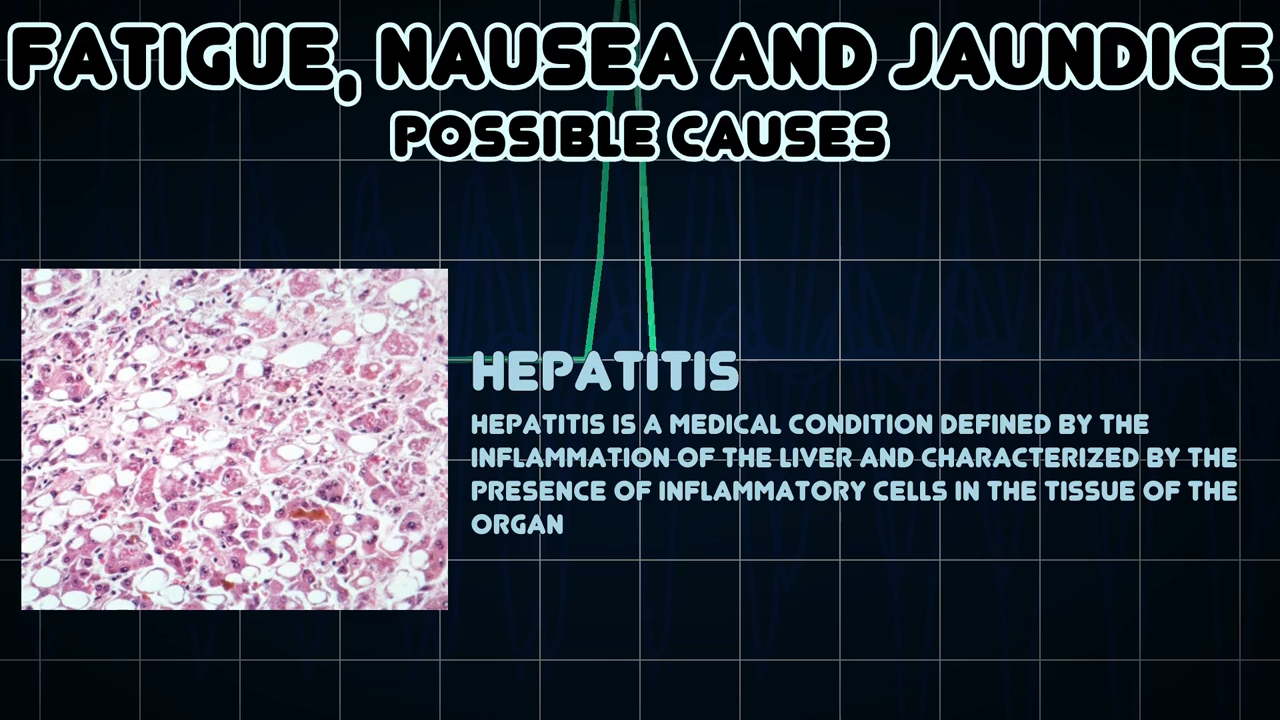 FATIGUE, NAUSEA AND JAUNDICE
POSSIBLE CAUSES
HEPATITIS
HEPATITIS IS A MEDICAL CONDITION DEFINED BY THE
INFLAMMATION OF THE LIVER AND CHARACTERIZED BY THE
PRESENCE OF INFLAMMATORY CELLS IN THE TISSUE OF THE
ORGAN